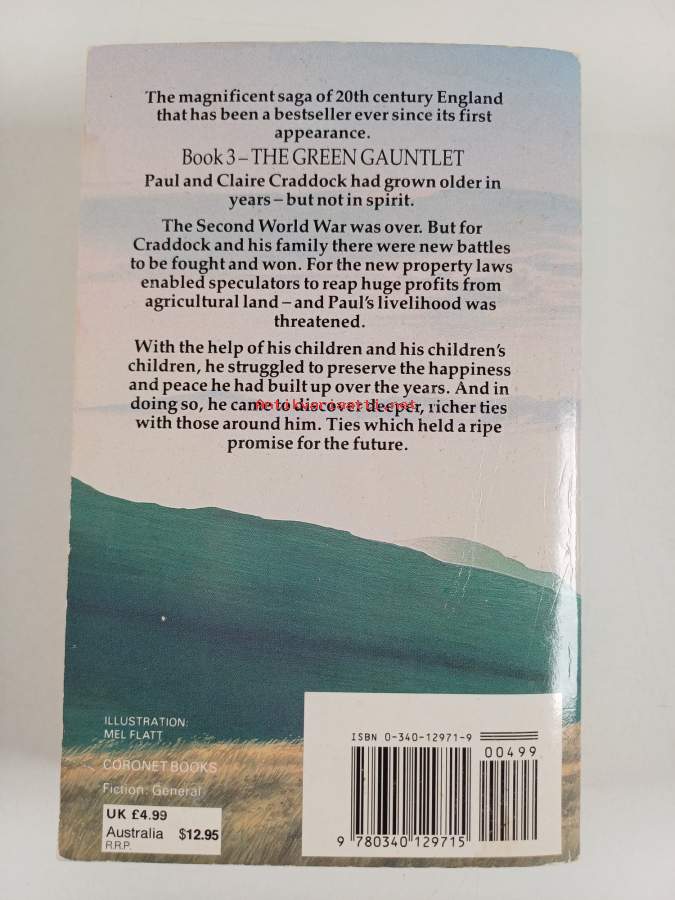 The magnificent saga of 20th century England
that has been a bestseller ever since its first
appearance.
Book 3 – THE GREEN GAUNTLET
Paul and Claire Craddock had grown older in
years – but not in spirit.
The Second World War was over. But for
Craddock and his family there were new battles
to be fought and won. For the new property laws
enabled speculators to reap huge profits from
agricultural land – and Paul's livelihood was
threatened.
With the help of his children and his children's
children, he struggled to preserve the happiness
and peace he had built up over the years. And in
doing so, he came to discover deeper, richer ties
Antikvariaatti.net
with those around him. Ties which held a ripe
promise for the future.
ILLUSTRATION:
MEL FLATT
CORONET BOOKS
Fiction: General
UK £4.99
Australia $12.95
R.R.P.
ISBN 0-340-12971-9
00499
9 780340 129715